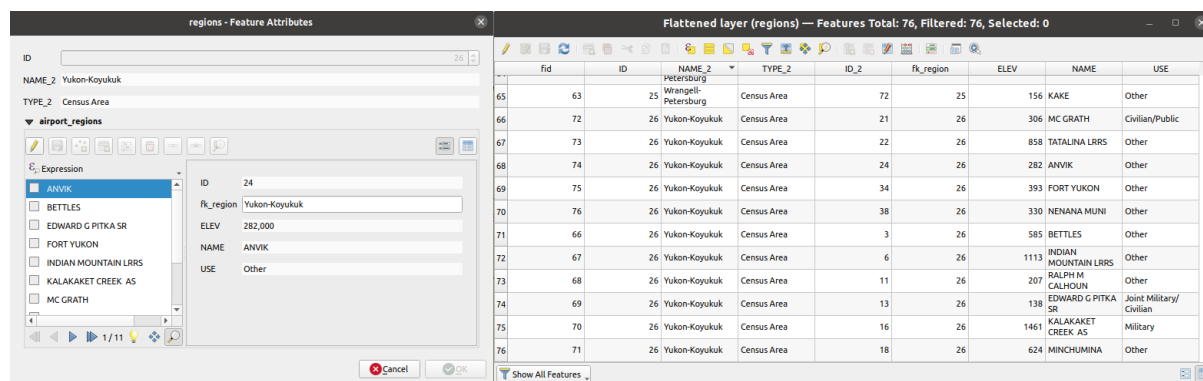 regions - Feature Attributes
ID 26
NAME_2 Yukon-Koyukuk
TYPE_2 Census Area
airport_regions
Expression
ANVIK
BETTLES
EDWARD G PITKA SR
FORT YUKON
INDIAN MOUNTAIN LRRS
KALAKAKET CREEK AS
MC GRATH
1 / 11
ID 24
fk_region Yukon-Koyukuk
ELEV 282,000
NAME ANVIK
USE Other
Cancel OK
Flattened layer (regions) — Features Total: 76, Filtered: 76, Selected: 0
fid ID NAME_2 TYPE_2 ID_2 fk_region ELEV NAME USE
Petersburg
65 63 25 Wrangell-Petersburg Census Area 72 25 156 KAKE Other
66 72 26 Yukon-Koyukuk Census Area 21 26 306 MC GRATH Civilian/Public
67 73 26 Yukon-Koyukuk Census Area 22 26 858 TATALINA LRRS Other
68 74 26 Yukon-Koyukuk Census Area 24 26 282 ANVIK Other
69 75 26 Yukon-Koyukuk Census Area 34 26 393 FORT YUKON Other
70 76 26 Yukon-Koyukuk Census Area 38 26 330 NENANA MUNI Other
71 66 26 Yukon-Koyukuk Census Area 3 26 585 BETTLES Other
72 67 26 Yukon-Koyukuk Census Area 6 26 1113 INDIAN MOUNTAIN LRRS Other
73 68 26 Yukon-Koyukuk Census Area 11 26 207 RALPH M CALHOUN Other
74 69 26 Yukon-Koyukuk Census Area 13 26 138 EDWARD G PITKA SR Joint Military/Civilian
75 70 26 Yukon-Koyukuk Census Area 16 26 1461 KALAKAKET CREEK AS Military
76 71 26 Yukon-Koyukuk Census Area 18 26 624 MINCHUMINA Other
Show All Features